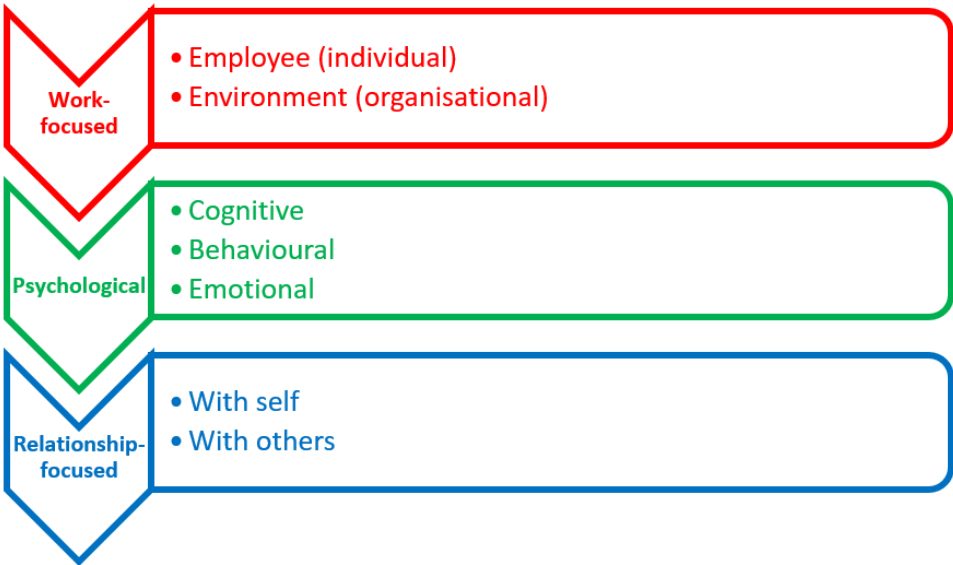 Work-
focused
• Employee (individual)
• Environment (organisational)
Psychological
• Cognitive
• Behavioural
• Emotional
Relationship-
focused
• With self
• With others